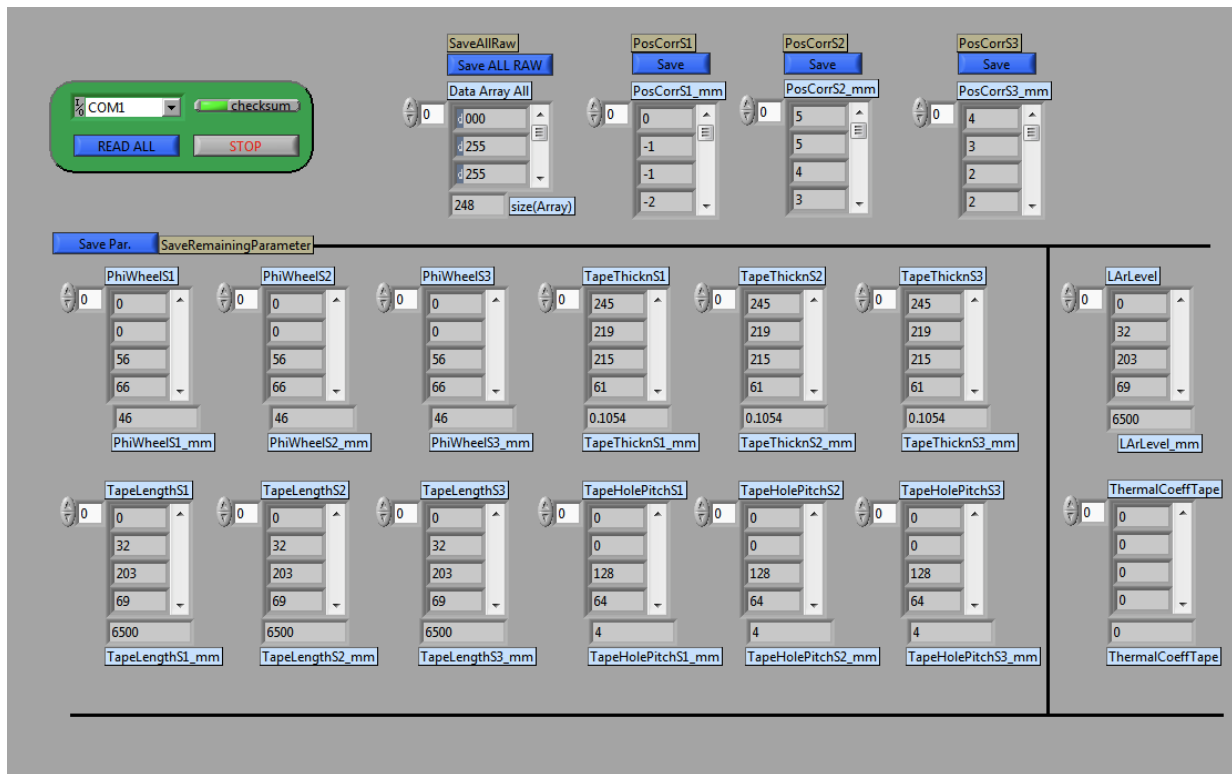 SaveAllRaw
Save ALL RAW
Data Array All
0
000
255
255
248
size(Array)
PosCorrS1
Save
PosCorrS1_mm
0
0
-1
-1
-2
PosCorrS2
Save
PosCorrS2_mm
0
5
5
4
3
PosCorrS3
Save
PosCorrS3_mm
0
4
3
2
2
COM1
checksum
READ ALL
STOP
Save Par.
SaveRemainingParameter
PhiWheelS1
0
0
0
56
66
46
PhiWheelS1_mm
PhiWheelS2
0
0
0
56
66
46
PhiWheelS2_mm
PhiWheelS3
0
0
0
56
66
46
PhiWheelS3_mm
TapeThicknS1
0
245
219
215
61
0.1054
TapeThicknS1_mm
TapeThicknS2
0
245
219
215
61
0.1054
TapeThicknS2_mm
TapeThicknS3
0
245
219
215
61
0.1054
TapeThicknS3_mm
LArLevel
0
0
32
203
69
6500
LArLevel_mm
TapeLengthS1
0
0
32
203
69
6500
TapeLengthS1_mm
TapeLengthS2
0
0
32
203
69
6500
TapeLengthS2_mm
TapeLengthS3
0
0
32
203
69
6500
TapeLengthS3_mm
TapeHolePitchS1
0
0
0
128
64
4
TapeHolePitchS1_mm
TapeHolePitchS2
0
0
0
128
64
4
TapeHolePitchS2_mm
TapeHolePitchS3
0
0
0
128
64
4
TapeHolePitchS3_mm
ThermalCoeffTape
0
0
0
0
0
0
ThermalCoeffTape